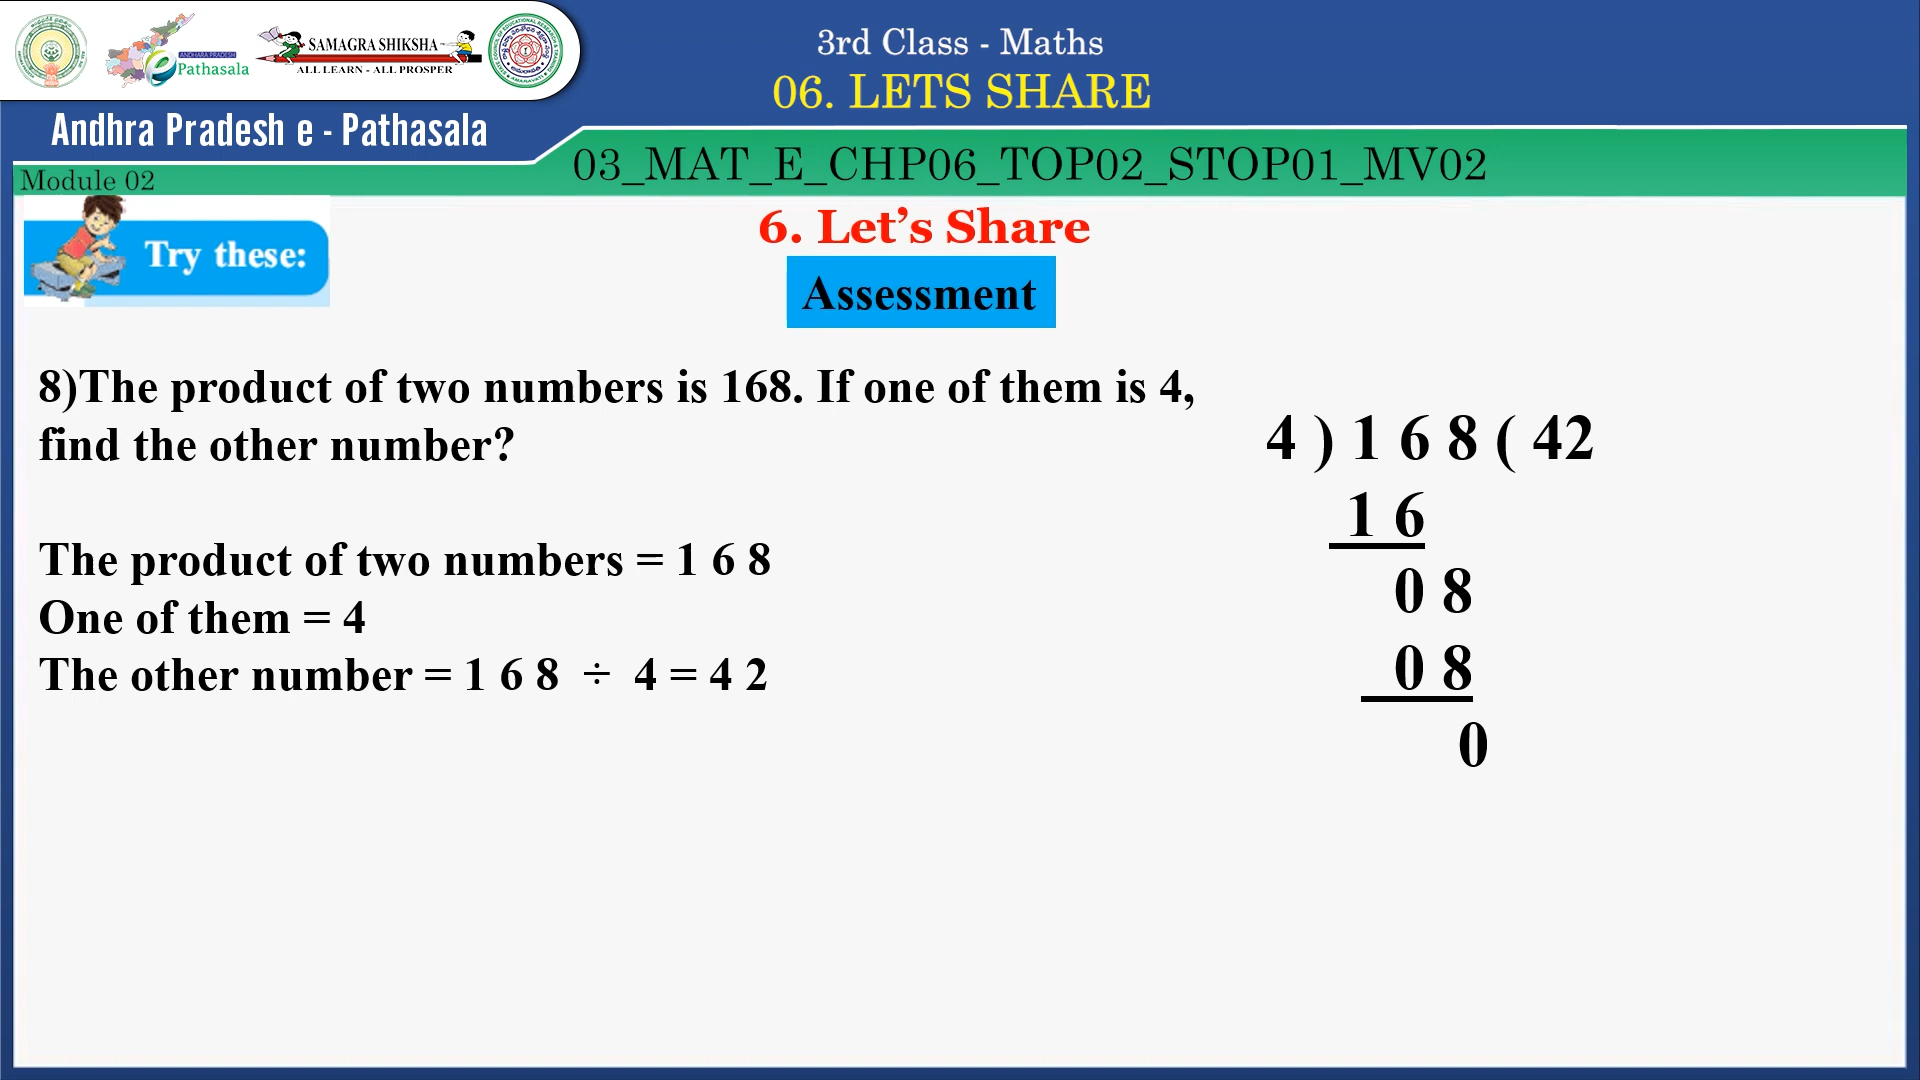 ANDHRA PRADESH
e Pathasala
SAMAGRA SHIKSHA
ALL LEARN - ALL PROSPER
3rd Class - Maths
06. LETS SHARE
Andhra Pradesh e - Pathasala
03_MAT_E_CHP06_TOP02_STOP01_MV02
Module 02
Try these:
6. Let’s Share
Assessment
8)The product of two numbers is 168. If one of them is 4,
find the other number?
The product of two numbers = 1 6 8
One of them = 4
The other number = 1 6 8 ÷ 4 = 4 2
4 ) 1 6 8 ( 42
1 6
0 8
0 8
0